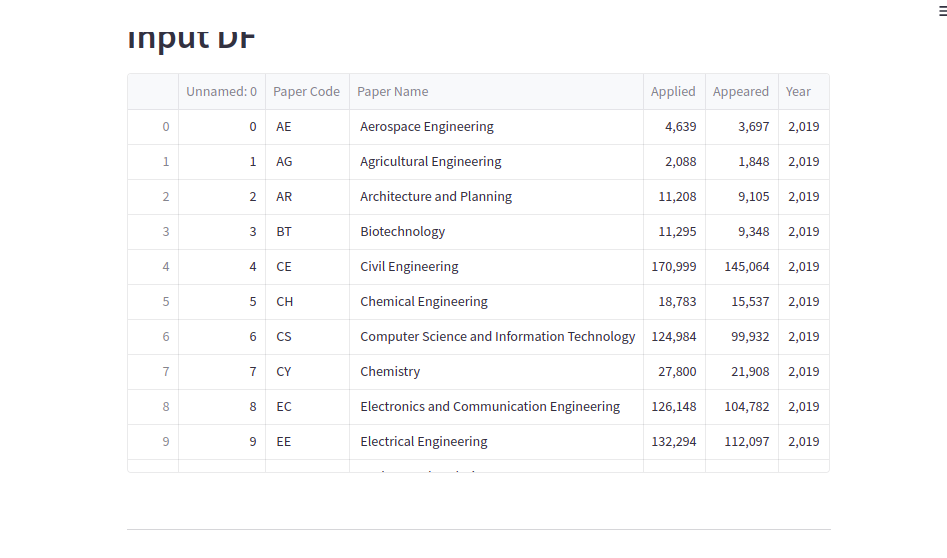 Input DF
Unnamed: 0 Paper Code Paper Name Applied Appeared Year
0 0 AE Aerospace Engineering 4,639 3,697 2,019
1 1 AG Agricultural Engineering 2,088 1,848 2,019
2 2 AR Architecture and Planning 11,208 9,105 2,019
3 3 BT Biotechnology 11,295 9,348 2,019
4 4 CE Civil Engineering 170,999 145,064 2,019
5 5 CH Chemical Engineering 18,783 15,537 2,019
6 6 CS Computer Science and Information Technology 124,984 99,932 2,019
7 7 CY Chemistry 27,800 21,908 2,019
8 8 EC Electronics and Communication Engineering 126,148 104,782 2,019
9 9 EE Electrical Engineering 132,294 112,097 2,019